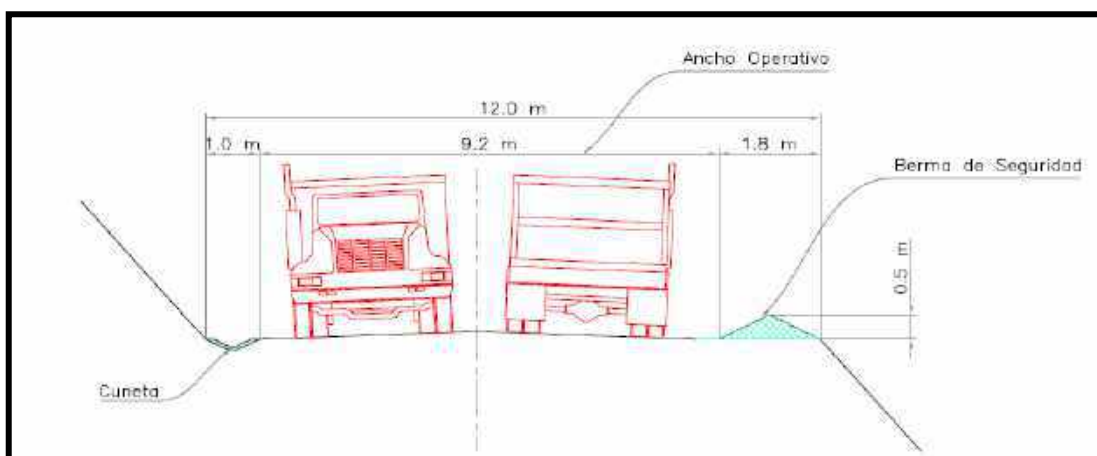 Ancho Operativo
12.0 m
1.0 m 9.2 m 1.8 m
Berma de Seguridad
0.5 m
Cuneta